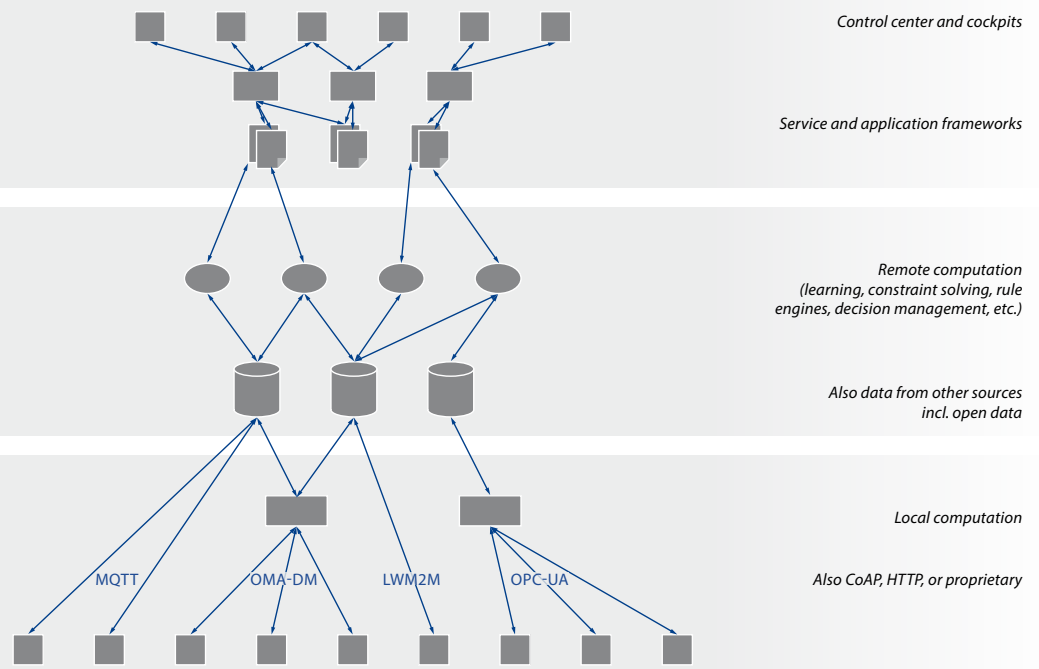 Control center and cockpits
Service and application frameworks
Remote computation
(learning, constraint solving, rule
engines, decision management, etc.)
Also data from other sources
incl. open data
Local computation
MQTT
OMA-DM
LWM2M
OPC-UA
Also CoAP, HTTP, or proprietary